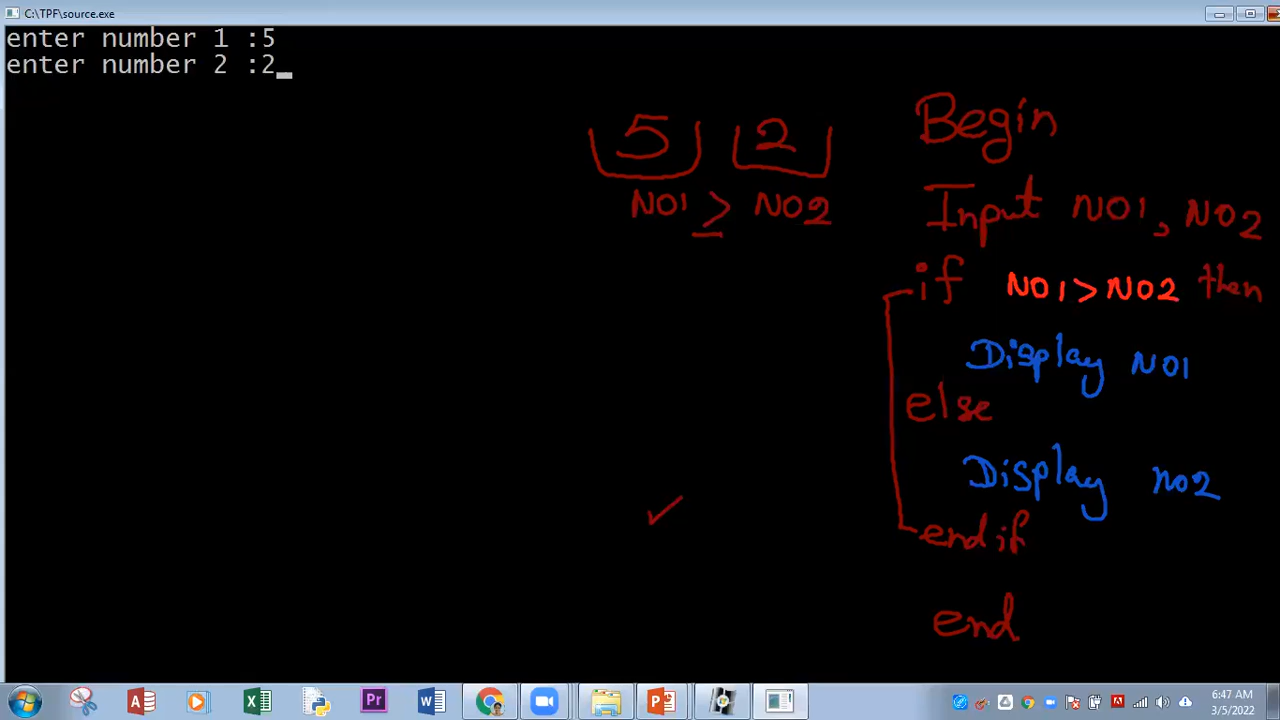 C:\TPF\source.exe
enter number 1 :5
enter number 2 :2
5 2
NO1 > NO2
Begin
Input NO1, NO2
if NO1 > NO2 then
Display NO1
else
Display no2
endif
end
Pr
6:47 AM
3/5/2022